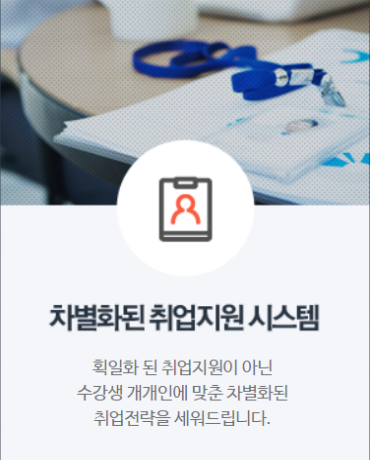 차별화된 취업지원 시스템
획일화 된 취업지원이 아닌
수강생 개개인에 맞춘 차별화된
취업전략을 세워드립니다.